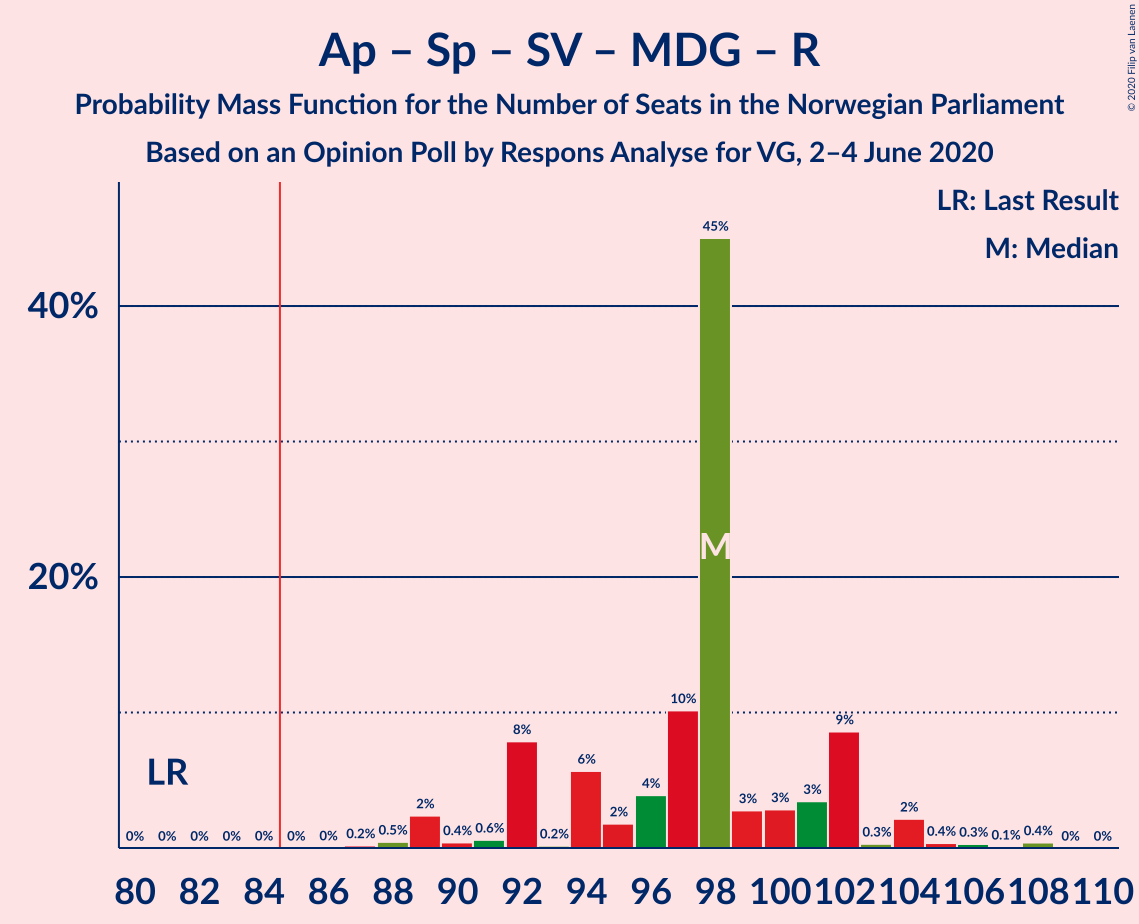 Ap – Sp – SV – MDG – R
Probability Mass Function for the Number of Seats in the Norwegian Parliament
Based on an Opinion Poll by Respons Analyse for VG, 2–4 June 2020
© 2020 Filip van Laenen
LR: Last Result
M: Median
45%
40%
M
20%
10%
9%
8%
6%
LR
4%
3% 3% 3%
2% 2% 2%
0% 0% 0% 0% 0% 0% 0% 0.2% 0.5% 0.4% 0.6% 0.2% 0.3% 0.4% 0.3% 0.1% 0.4% 0% 0%
80 82 84 86 88 90 92 94 96 98 100 102 104 106 108 110